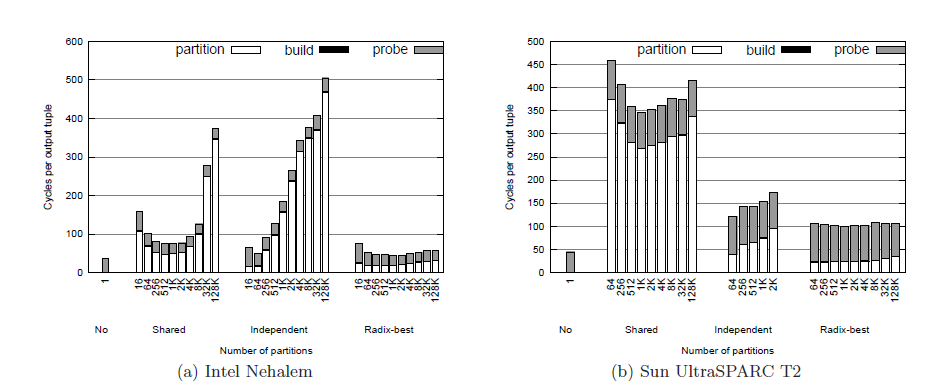 600
500
400
300
200
100
0
Cycles per output tuple
partition build probe
1
16
64
256
512
1K
2K
4K
8K
32K
128K
16
64
256
512
1K
2K
4K
8K
32K
128K
16
64
256
512
1K
2K
4K
8K
32K
128K
No Shared Independent Radix-best
Number of partitions
(a) Intel Nehalem
500
450
400
350
300
250
200
150
100
50
0
Cycles per output tuple
partition build probe
1
64
256
512
1K
2K
4K
8K
32K
128K
64
256
512
1K
2K
64
256
512
1K
2K
4K
8K
32K
128K
No Shared Independent Radix-best
Number of partitions
(b) Sun UltraSPARC T2